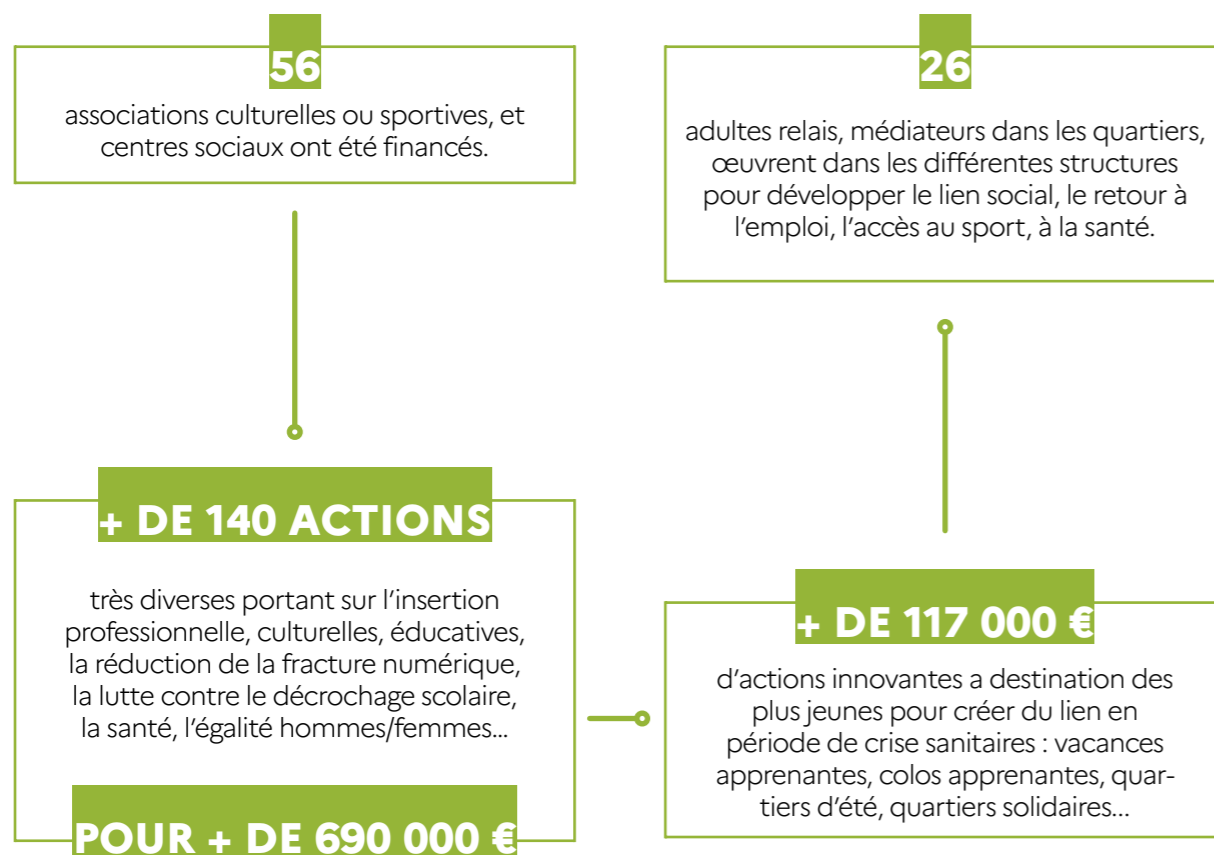 56
associations culturelles ou sportives, et
centres sociaux ont été financés.
+ DE 140 ACTIONS
très diverses portant sur l'insertion
professionnelle, culturelles, éducatives,
la réduction de la fracture numérique,
la lutte contre le décrochage scolaire,
la santé, l'égalité hommes/femmes...
POUR + DE 690 000 €
+ DE 117 000 €
d'actions innovantes a destination des
plus jeunes pour créer du lien en
période de crise sanitaires : vacances
apprenantes, colos apprenantes, quar-
tiers d'été, quartiers solidaires...
26
adultes relais, médiateurs dans les quartiers,
œuvrent dans les différentes structures
pour développer le lien social, le retour à
l'emploi, l'accès au sport, à la santé.